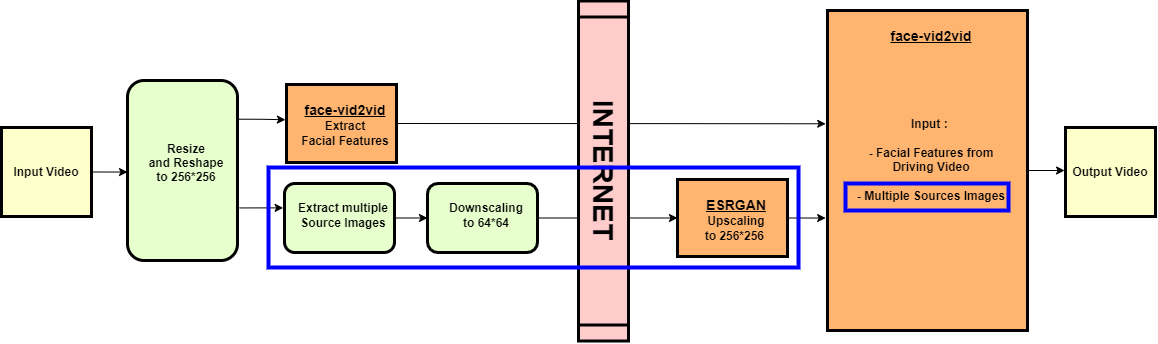 Input Video
Resize
and Reshape
to 256*256
face-vid2vid
Extract
Facial Features
Extract multiple
Source Images
Downscaling
to 64*64
INTERNET
ESRGAN
Upscaling
to 256*256
face-vid2vid
Input :
- Facial Features from
Driving Video
- Multiple Sources Images
Output Video